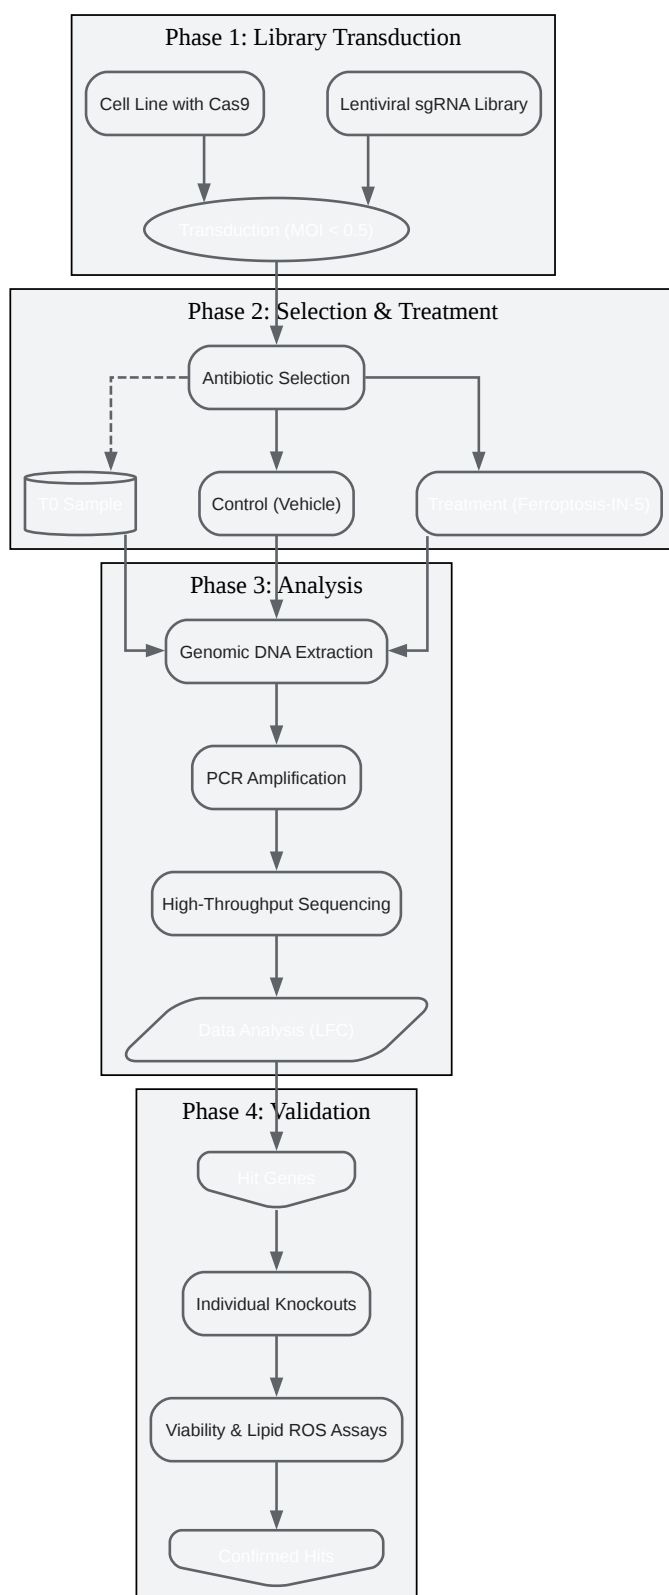 Phase 1: Library Transduction
Cell Line with Cas9
Lentiviral sgRNA Library
Transduction (MOI < 0.5)
Phase 2: Selection & Treatment
Antibiotic Selection
T0 Sample
Control (Vehicle)
Treatment (Ferroptosis-IN-5)
Phase 3: Analysis
Genomic DNA Extraction
PCR Amplification
High-Throughput Sequencing
Data Analysis (LFC)
Phase 4: Validation
Hit Genes
Individual Knockouts
Viability & Lipid ROS Assays
Confirmed Hits